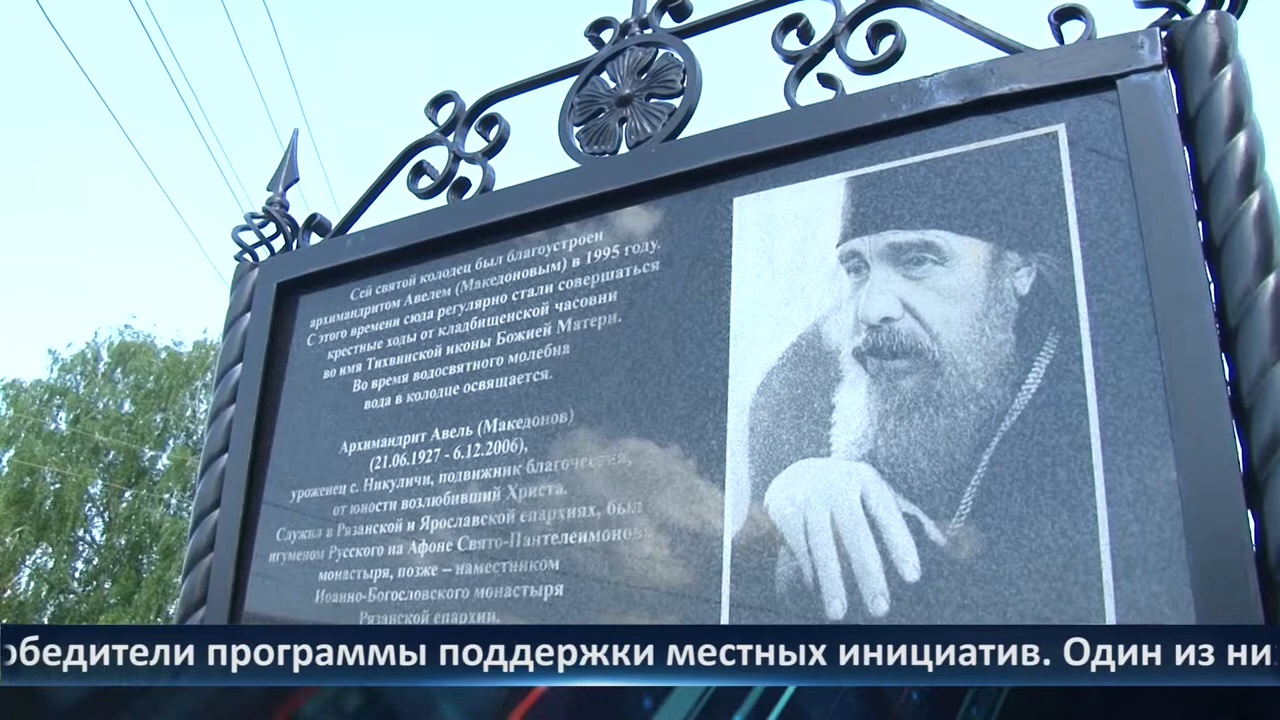 Сей святой колодец был благоустроен
архимандритом Авелем (Македоновым) в 1995 году.
С этого времени сюда регулярно стали совершаться
крестные ходы от кладбищенской часовни
во имя Тихвинской иконы Божией Матери.
Во время водосвятного молебна
вода в колодце освящается.
Архимандрит Авель (Македонов)
(21.06.1927 - 6.12.2006),
уроженец с. Никуличи, подвижник благочестия,
от юности возлюбивший Христа.
Служил в Рязанской и Ярославской епархиях, был
игуменом Русского на Афоне Свято-Пантелеимонова
монастыря, позже – наместником
Иоанно-Богословского монастыря
Рязанской епархии.
обедители программы поддержки местных инициатив. Один из ни